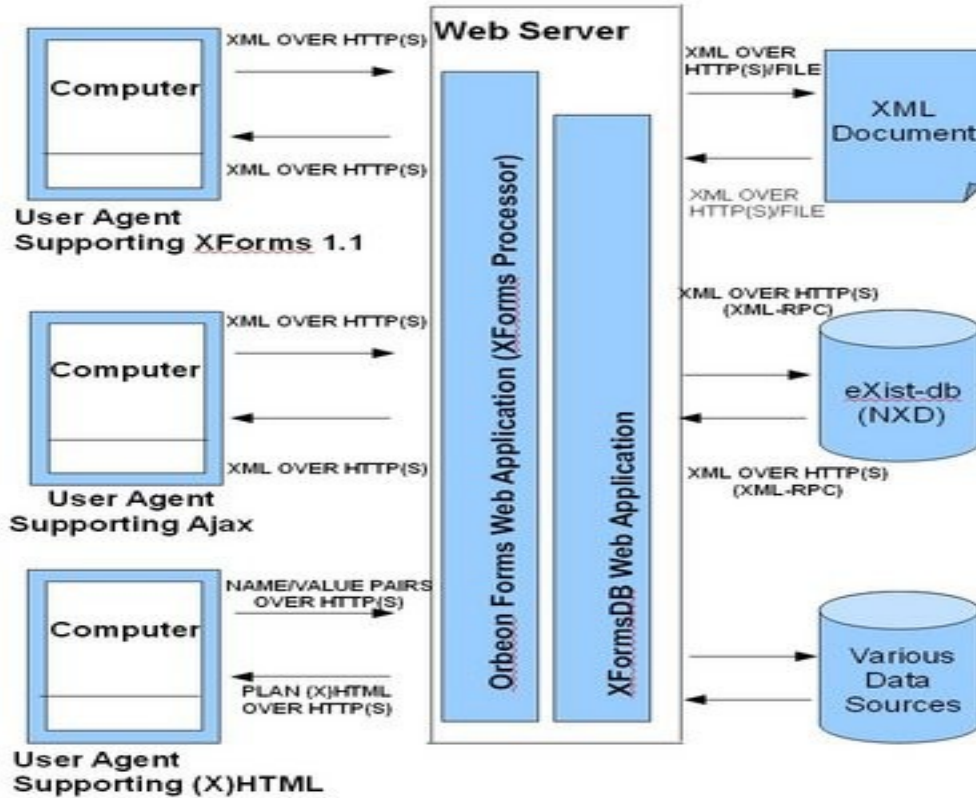 XML OVER HTTP(S)
Computer
XML OVER HTTP(S)
User Agent
Supporting XForms 1.1
XML OVER HTTP(S)
Computer
XML OVER HTTP(S)
User Agent
Supporting Ajax
NAME/VALUE PAIRS
OVER HTTP(S)
Computer
PLAN (X)HTML
OVER HTTP(S)
User Agent
Supporting (X)HTML
Web Server
Orbeon Forms Web Application (XForms Processor)
XFormsDB Web Application
XML OVER
HTTP(S)/FILE
XML
Document
XML OVER
HTTP(S)/FILE
XML OVER HTTP(S)
(XML-RPC)
eXist-db
(NXD)
XML OVER HTTP(S)
(XML-RPC)
Various
Data
Sources